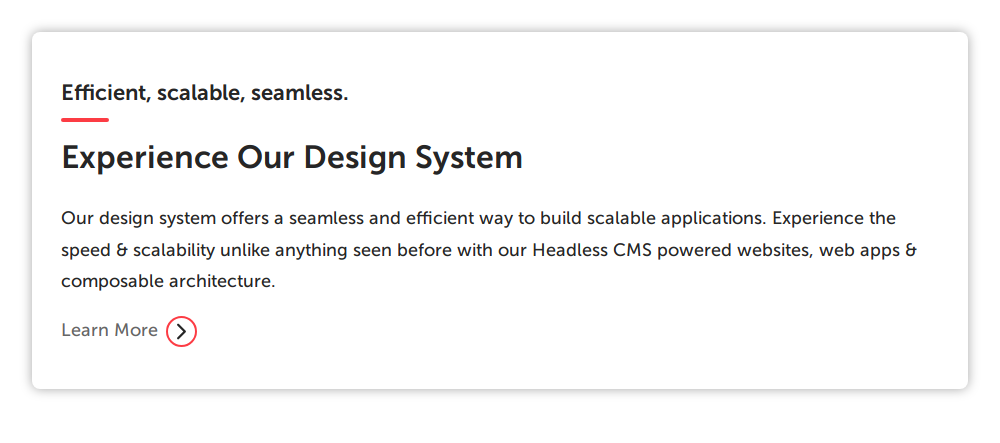 Efficient, scalable, seamless.
Experience Our Design System
Our design system offers a seamless and efficient way to build scalable applications. Experience the
speed & scalability unlike anything seen before with our Headless CMS powered websites, web apps &
composable architecture.
Learn More